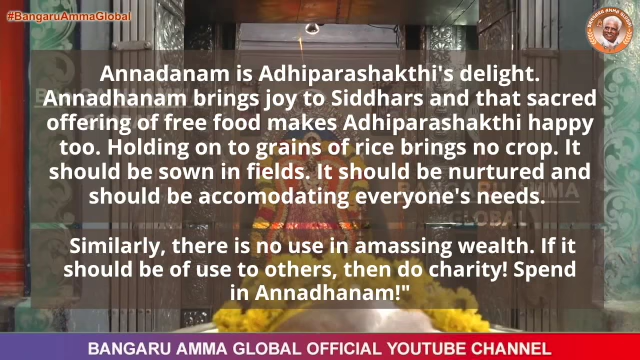 #BangaruAmmaGlobal
Annadanam is Adhiparashakthi's delight.
Annadhanam brings joy to Siddhars and that sacred
offering of free food makes Adhiparashakthi happy
too. Holding on to grains of rice brings no crop. It
should be sown in fields. It should be nurtured and
should be accomodating everyone's needs.
Similarly, there is no use in amassing wealth. If it
should be of use to others, then do charity! Spend
in Annadhanam!"
BANGARU AMMA GLOBAL OFFICIAL YOUTUBE CHANNEL